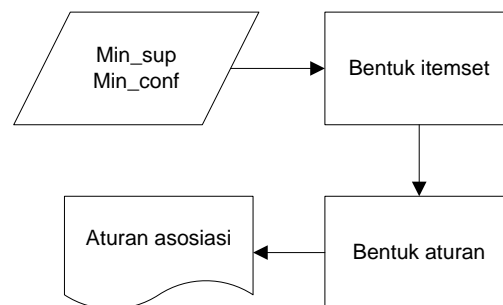 Min_sup
Min_conf
Bentuk itemset
Bentuk aturan
Aturan asosiasi